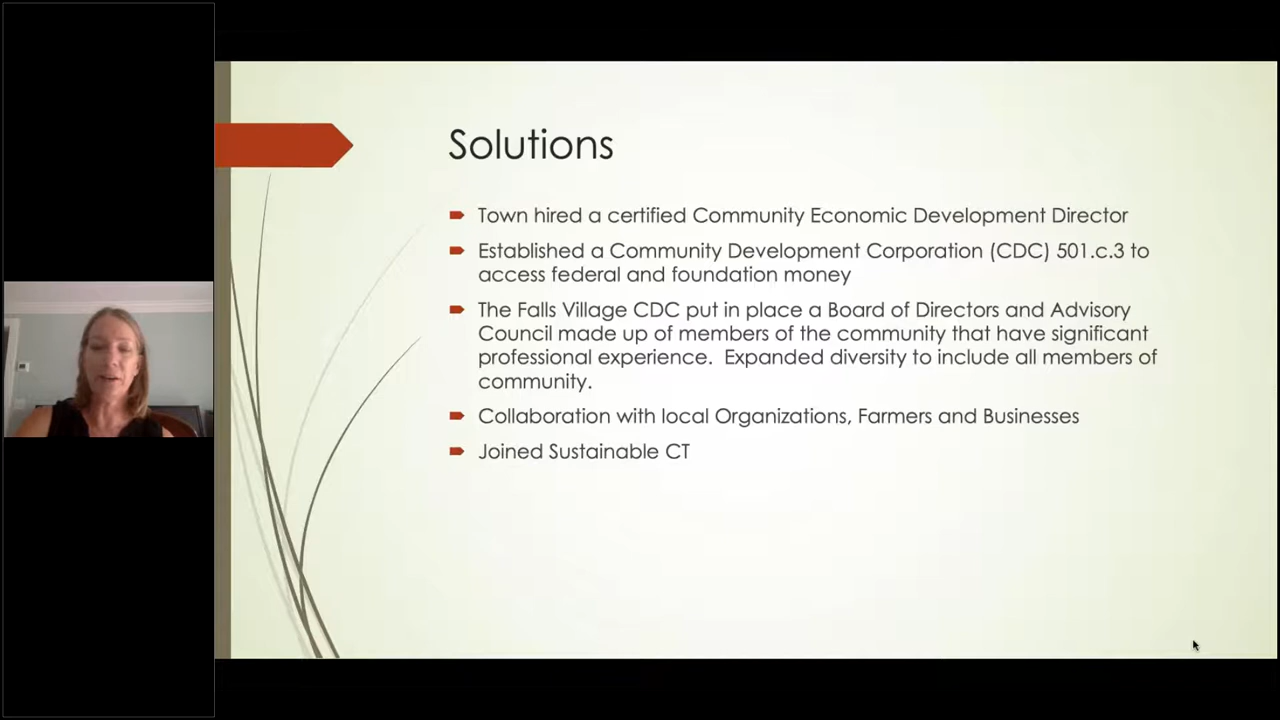 Solutions
Town hired a certified Community Economic Development Director
Established a Community Development Corporation (CDC) 501.c.3 to
access federal and foundation money
The Falls Village CDC put in place a Board of Directors and Advisory
Council made up of members of the community that have significant
professional experience.  Expanded diversity to include all members of
community.
Collaboration with local Organizations, Farmers and Businesses
Joined Sustainable CT